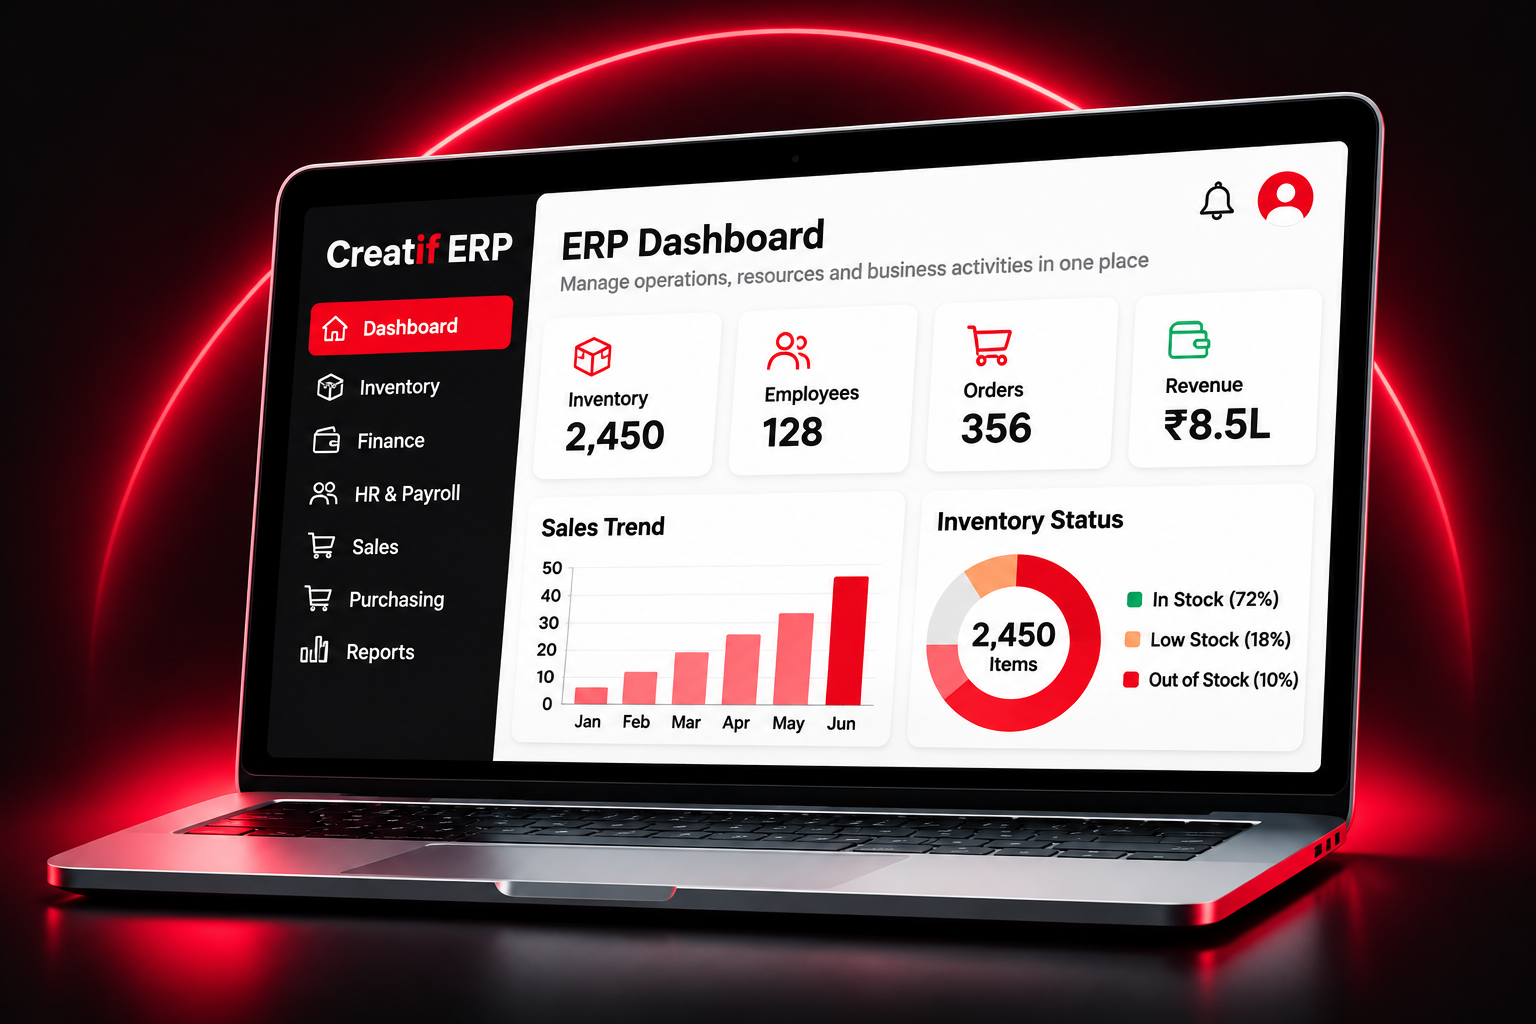 Creatif ERP
Dashboard
Inventory
Finance
HR & Payroll
Sales
Purchasing
Reports
ERP Dashboard
Manage operations, resources and business activities in one place
Inventory
2,450
Employees
128
Orders
356
Revenue
₹8.5L
Sales Trend
50
40
30
20
10
0
Jan Feb Mar Apr May Jun
Inventory Status
2,450
Items
In Stock (72%)
Low Stock (18%)
Out of Stock (10%)